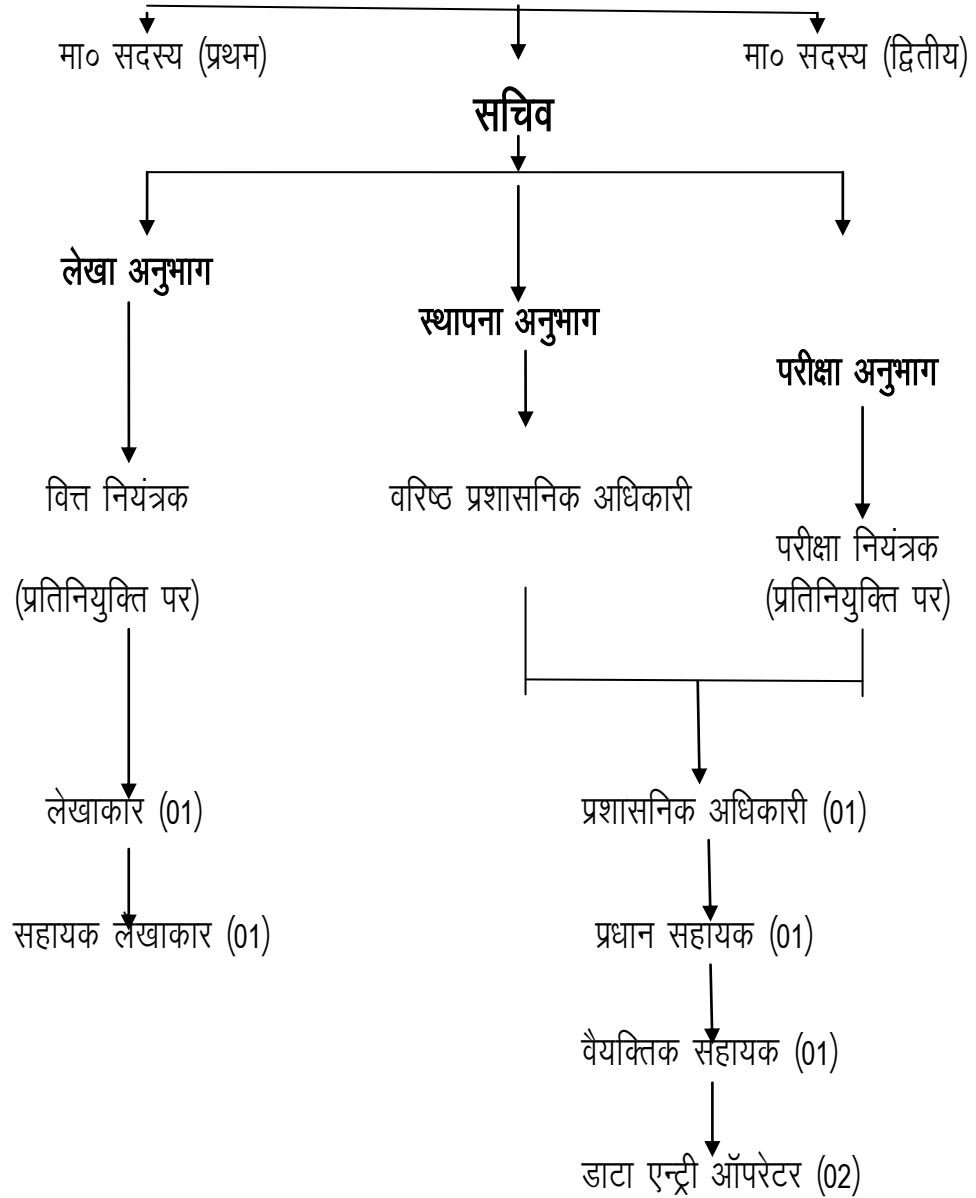 मा० सदस्य (प्रथम)
मा० सदस्य (द्वितीय)
सचिव
लेखा अनुभाग
स्थापना अनुभाग
परीक्षा अनुभाग
वित्त नियंत्रक
वरिष्ठ प्रशासनिक अधिकारी
परीक्षा नियंत्रक
(प्रतिनियुक्ति पर)
(प्रतिनियुक्ति पर)
लेखाकार (01)
प्रशासनिक अधिकारी (01)
सहायक लेखाकार (01)
प्रधान सहायक (01)
वैयक्तिक सहायक (01)
डाटा एन्ट्री ऑपरेटर (02)